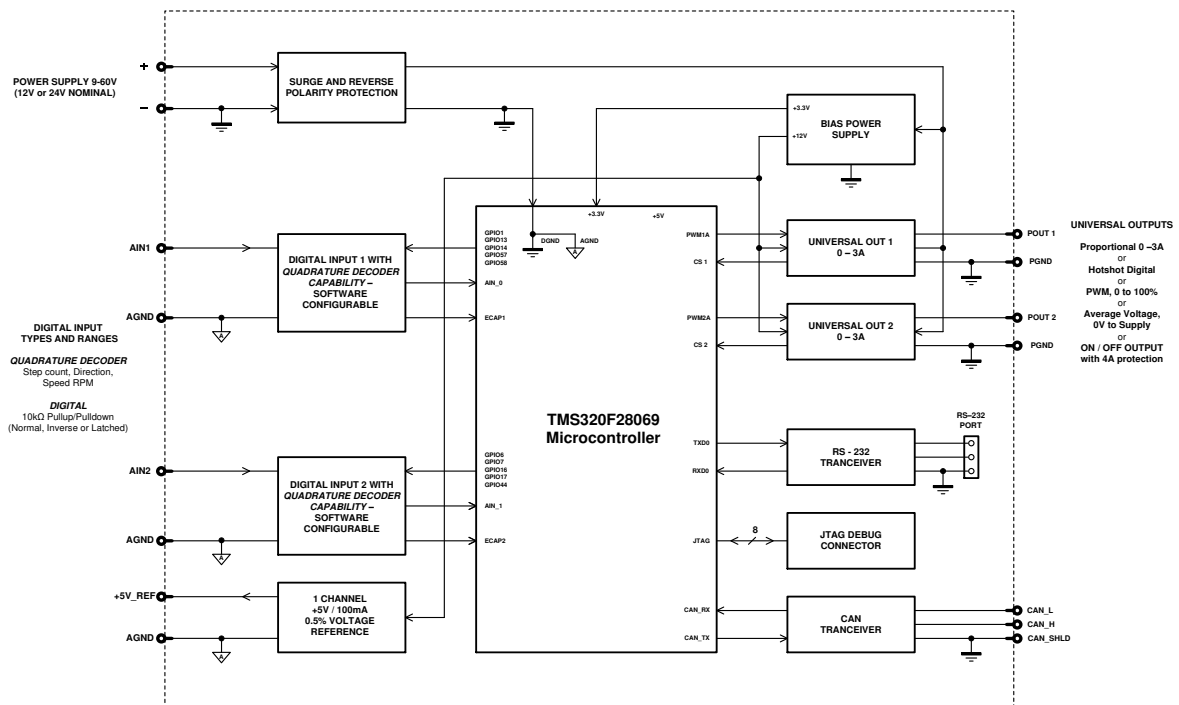 POWER SUPPLY 9-60V
(12V or 24V NOMINAL)
+
−
SURGE AND REVERSE
POLARITY PROTECTION
+3.3V
+12V
BIAS POWER
SUPPLY
AIN1
AGND
DIGITAL INPUT 1 WITH
QUADRATURE DECODER
CAPABILITY –
SOFTWARE
CONFIGURABLE
A
GPIO1
GPIO13
GPIO14
GPIO57
GPIO58
AIN_0
ECAP1
DGND
AGND
A
+3.3V
+5V
PWM1A
CS 1
UNIVERSAL OUT 1
0 – 3A
POUT 1
PGND
PWM2A
CS 2
UNIVERSAL OUT 2
0 – 3A
POUT 2
PGND
UNIVERSAL OUTPUTS
Proportional 0 –3A
or
Hotshot Digital
or
PWM, 0 to 100%
or
Average Voltage,
0V to Supply
or
ON / OFF OUTPUT
with 4A protection
DIGITAL INPUT
TYPES AND RANGES
QUADRATURE DECODER
Step count, Direction,
Speed RPM
DIGITAL
10kΩ Pullup/Pulldown
(Normal, Inverse or Latched)
TMS320F28069
Microcontroller
AIN2
AGND
DIGITAL INPUT 2 WITH
QUADRATURE DECODER
CAPABILITY –
SOFTWARE
CONFIGURABLE
A
GPIO6
GPIO7
GPIO16
GPIO17
GPIO44
AIN_1
ECAP2
TXD0
RXD0
RS - 232
TRANCEIVER
RS–232
PORT
JTAG
8
JTAG DEBUG
CONNECTOR
+5V_REF
AGND
1 CHANNEL
+5V / 100mA
0.5% VOLTAGE
REFERENCE
A
CAN_RX
CAN_TX
CAN
TRANCEIVER
CAN_L
CAN_H
CAN_SHLD